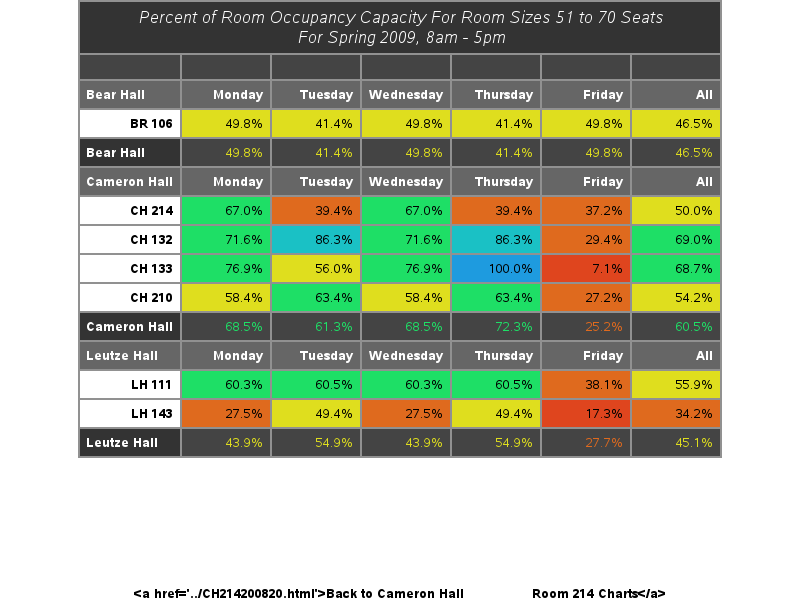 Percent of Room Occupancy Capacity For Room Sizes 51 to 70 Seats
For Spring 2009, 8am - 5pm
Bear Hall Monday Tuesday Wednesday Thursday Friday All
BR 106 49.8% 41.4% 49.8% 41.4% 49.8% 46.5%
Bear Hall 49.8% 41.4% 49.8% 41.4% 49.8% 46.5%
Cameron Hall Monday Tuesday Wednesday Thursday Friday All
CH 214 67.0% 39.4% 67.0% 39.4% 37.2% 50.0%
CH 132 71.6% 86.3% 71.6% 86.3% 29.4% 69.0%
CH 133 76.9% 56.0% 76.9% 100.0% 7.1% 68.7%
CH 210 58.4% 63.4% 58.4% 63.4% 27.2% 54.2%
Cameron Hall 68.5% 61.3% 68.5% 72.3% 25.2% 60.5%
Leutze Hall Monday Tuesday Wednesday Thursday Friday All
LH 111 60.3% 60.5% 60.3% 60.5% 38.1% 55.9%
LH 143 27.5% 49.4% 27.5% 49.4% 17.3% 34.2%
Leutze Hall 43.9% 54.9% 43.9% 54.9% 27.7% 45.1%
<a href='../CH214200820.html'>Back to Cameron Hall Room 214 Charts</a>